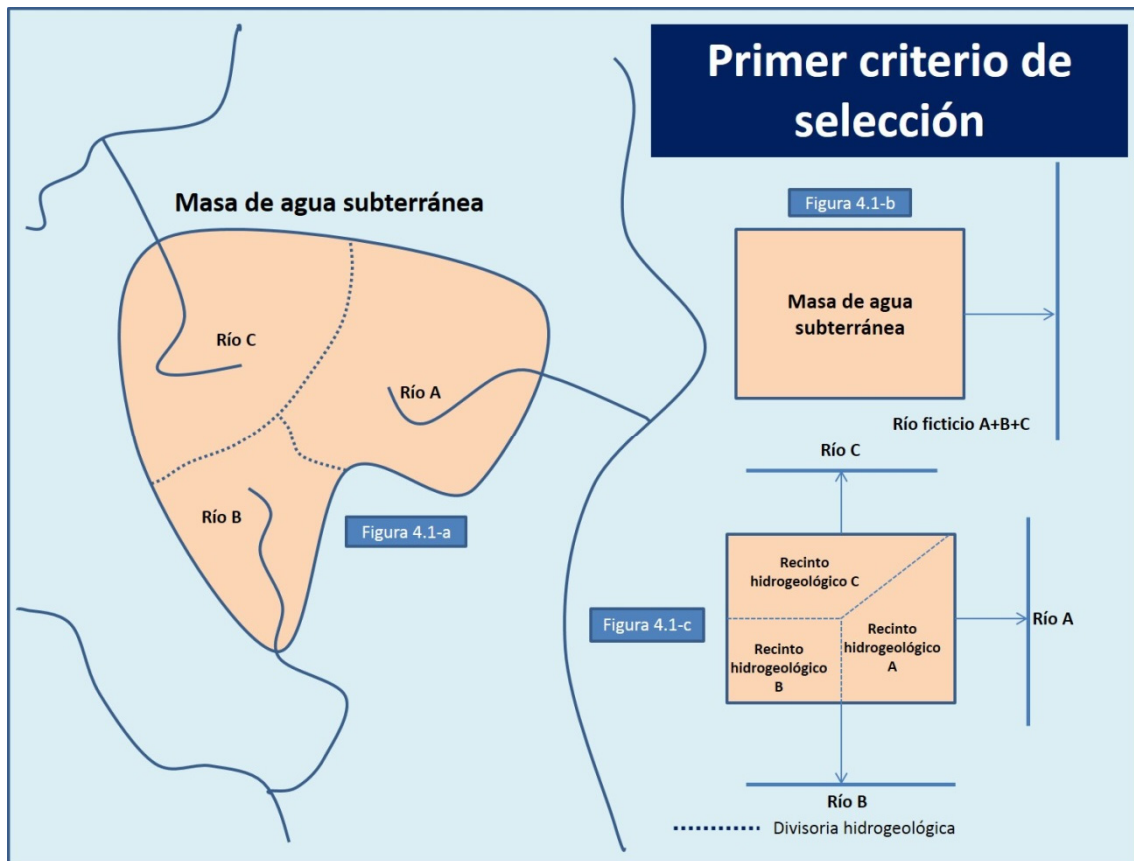 Primer criterio de
selección
Masa de agua subterránea
Río C
Río A
Río B
Figura 4.1-a
Figura 4.1-b
Masa de agua
subterránea
Río ficticio A+B+C
Río C
Figura 4.1-c
Recinto
hidrogeológico C
Recinto
hidrogeológico
B
Recinto
hidrogeológico
A
Río A
Río B
Divisoria hidrogeológica